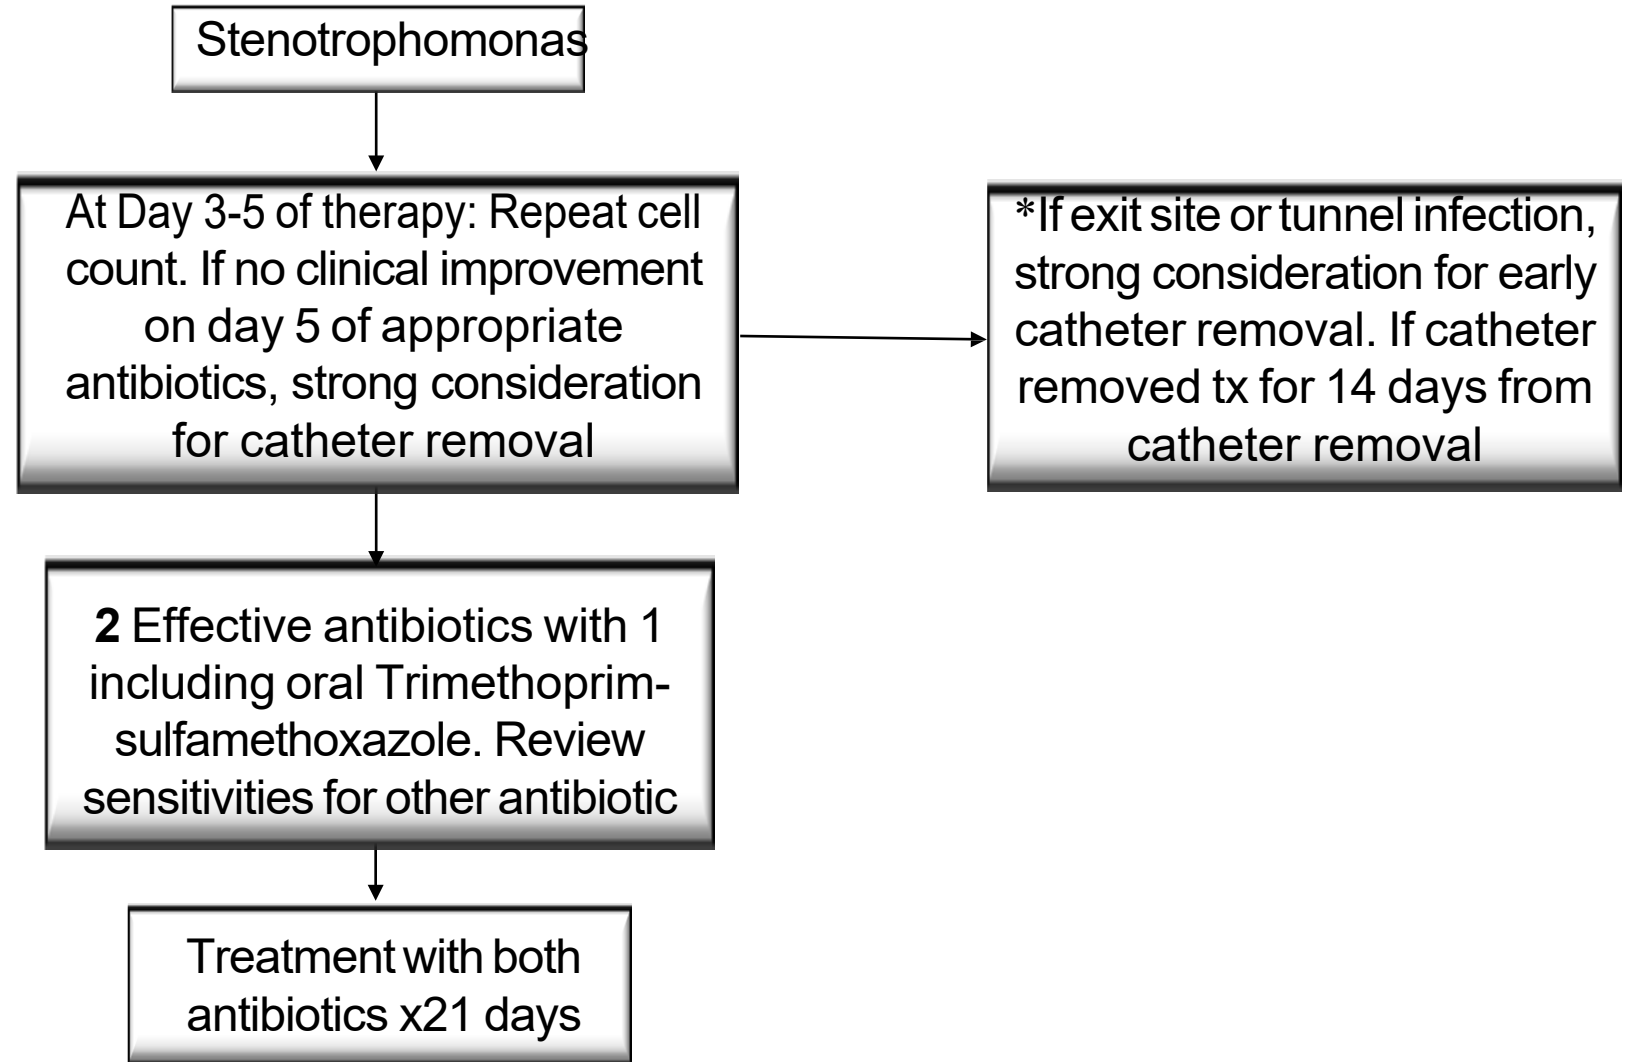 Stenotrophomonas
At Day 3-5 of therapy: Repeat cell
count. If no clinical improvement
on day 5 of appropriate
antibiotics, strong consideration
for catheter removal
*If exit site or tunnel infection,
strong consideration for early
catheter removal. If catheter
removed tx for 14 days from
catheter removal
2 Effective antibiotics with 1
including oral Trimethoprim-
sulfamethoxazole. Review
sensitivities for other antibiotic
Treatment with both
antibiotics x21 days